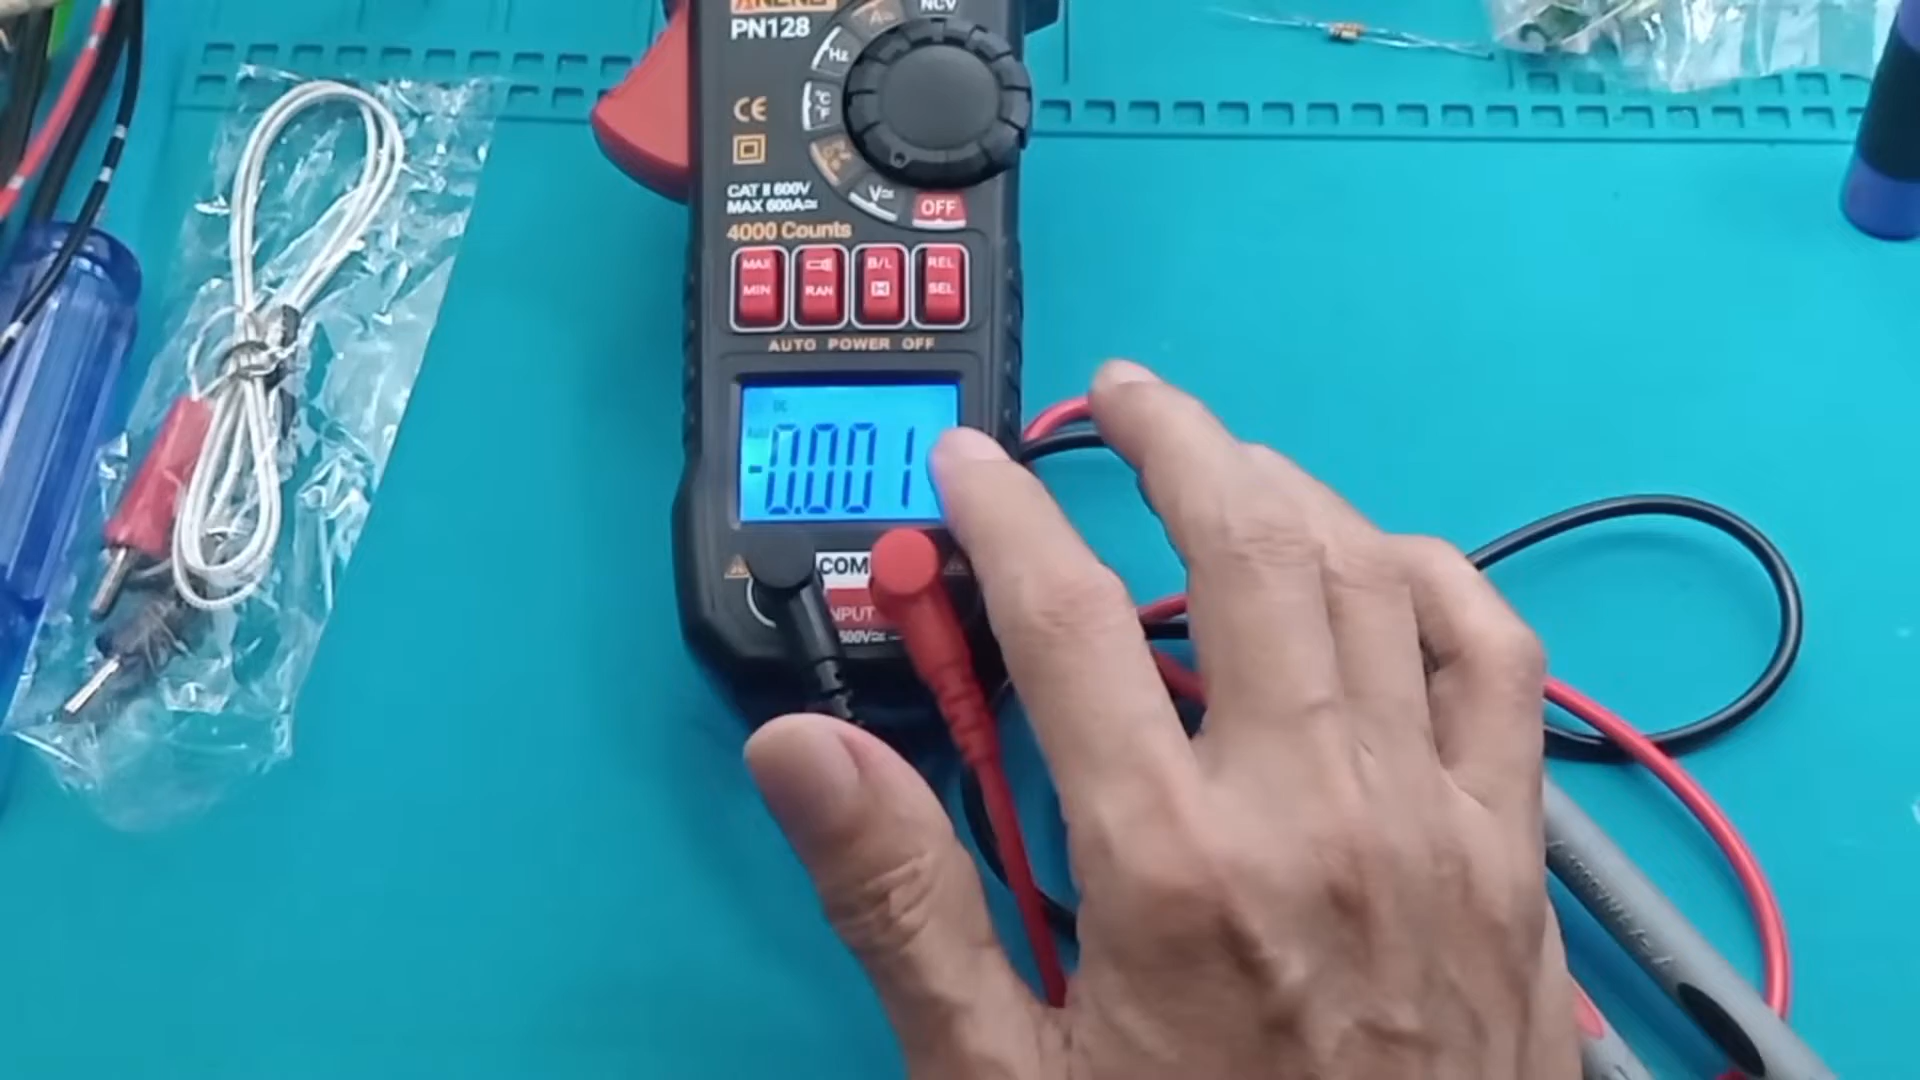 PN128
NCV
A
Hz
°C
°F
CE
V
OFF
CAT II 600V
MAX 600A
4000 Counts
MAX
MIN
RAN
B/L
H
REL
SEL
AUTO POWER OFF
DC
-0.001
COM
INPUT